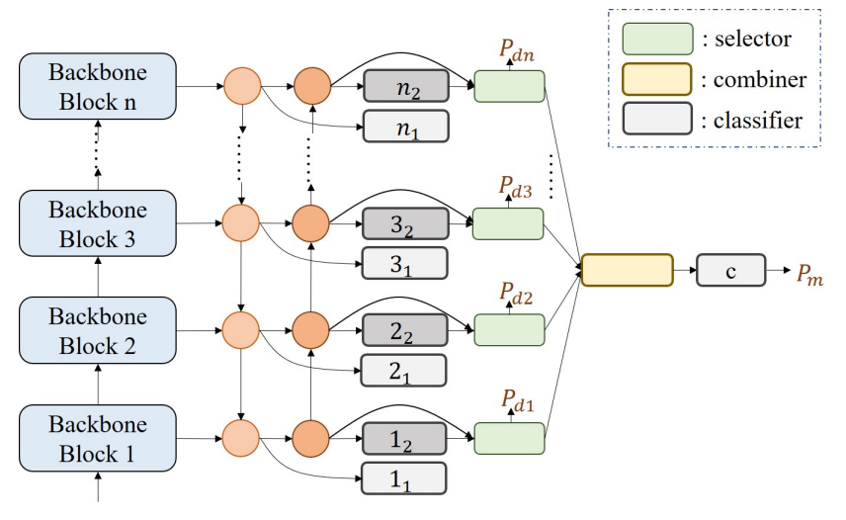 P_{dn}
: selector
Backbone
Block n
n_2
: combiner
n_1
: classifier
Backbone
Block 3
P_{d3}
3_2
3_1
c
P_m
Backbone
Block 2
P_{d2}
2_2
2_1
Backbone
Block 1
P_{d1}
1_2
1_1